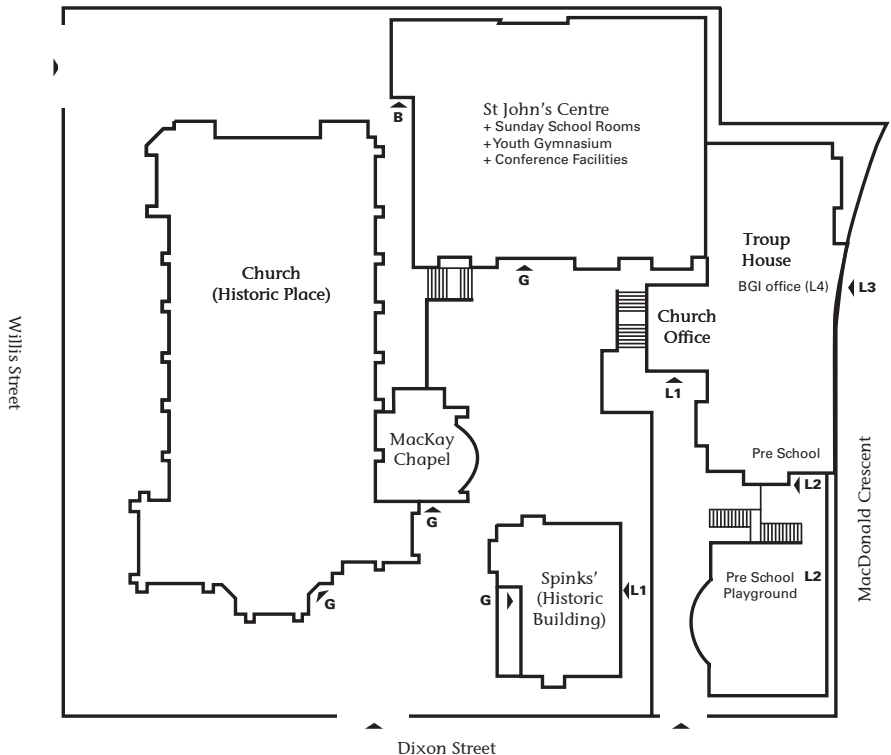 St John's Centre
+ Sunday School Rooms
+Youth Gymnasium
+ Conference Facilities
B
Church
(Historic Place)
G
Troup
House
BGI office (L4)
L3
Church
Office
L1
Willis Street
MacKay
Chapel
G
Pre School
L2
MacDonald Crescent
Spinks'
(Historic
Building)
G
L1
Pre School
Playground
L2
G
Dixon Street